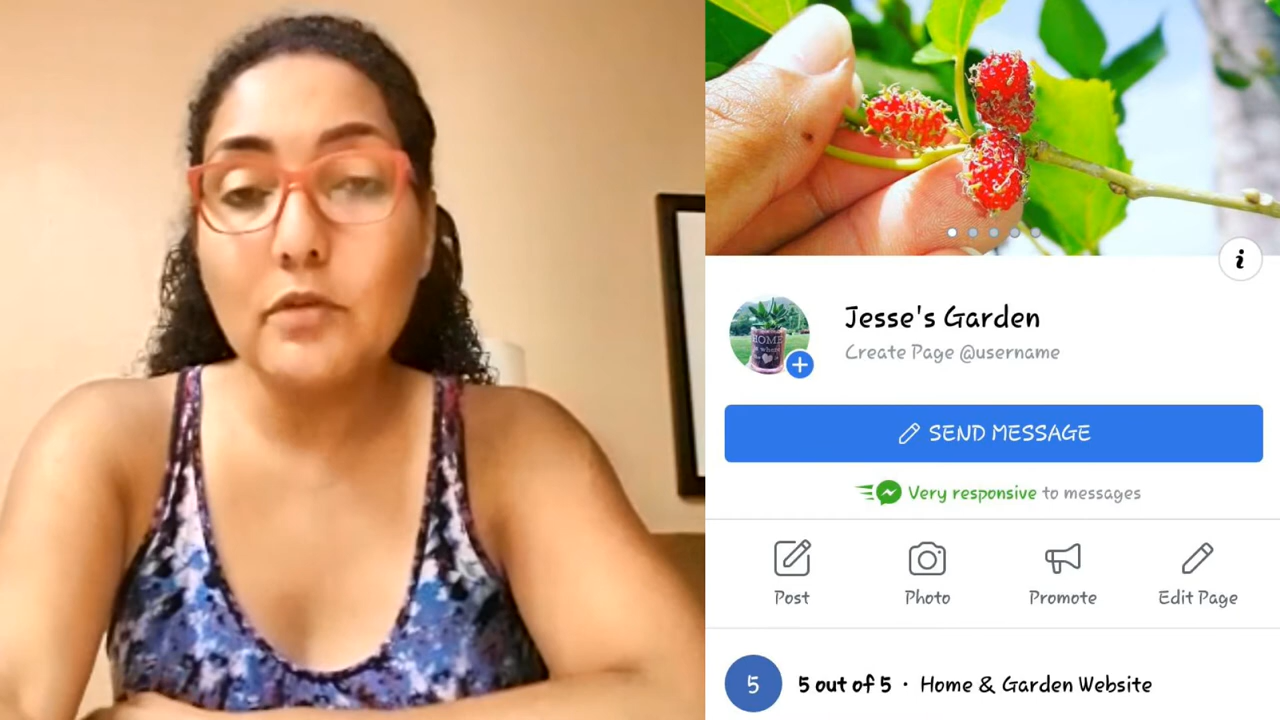 HOME
Jesse's Garden
Create Page @username
SEND MESSAGE
Very responsive to messages
Post
Photo
Promote
Edit Page
5
5 out of 5 · Home & Garden Website